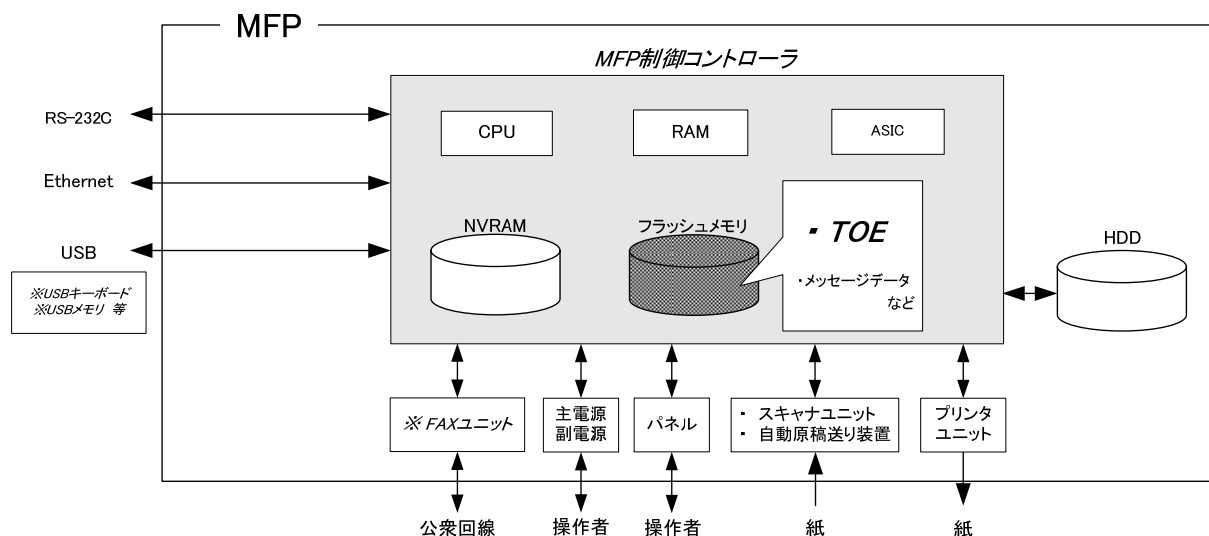 MFP
MFP制御コントローラ
RS-232C
CPU
RAM
ASIC
Ethernet
NVRAM
フラッシュメモリ
・ TOE
・メッセージデータ
など
HDD
USB
※USBキーボード
※USBメモリ 等
※ FAXユニット
主電源
副電源
パネル
・ スキャナユニット
・ 自動原稿送り装置
プリンタ
ユニット
公衆回線
操作者
操作者
紙
紙